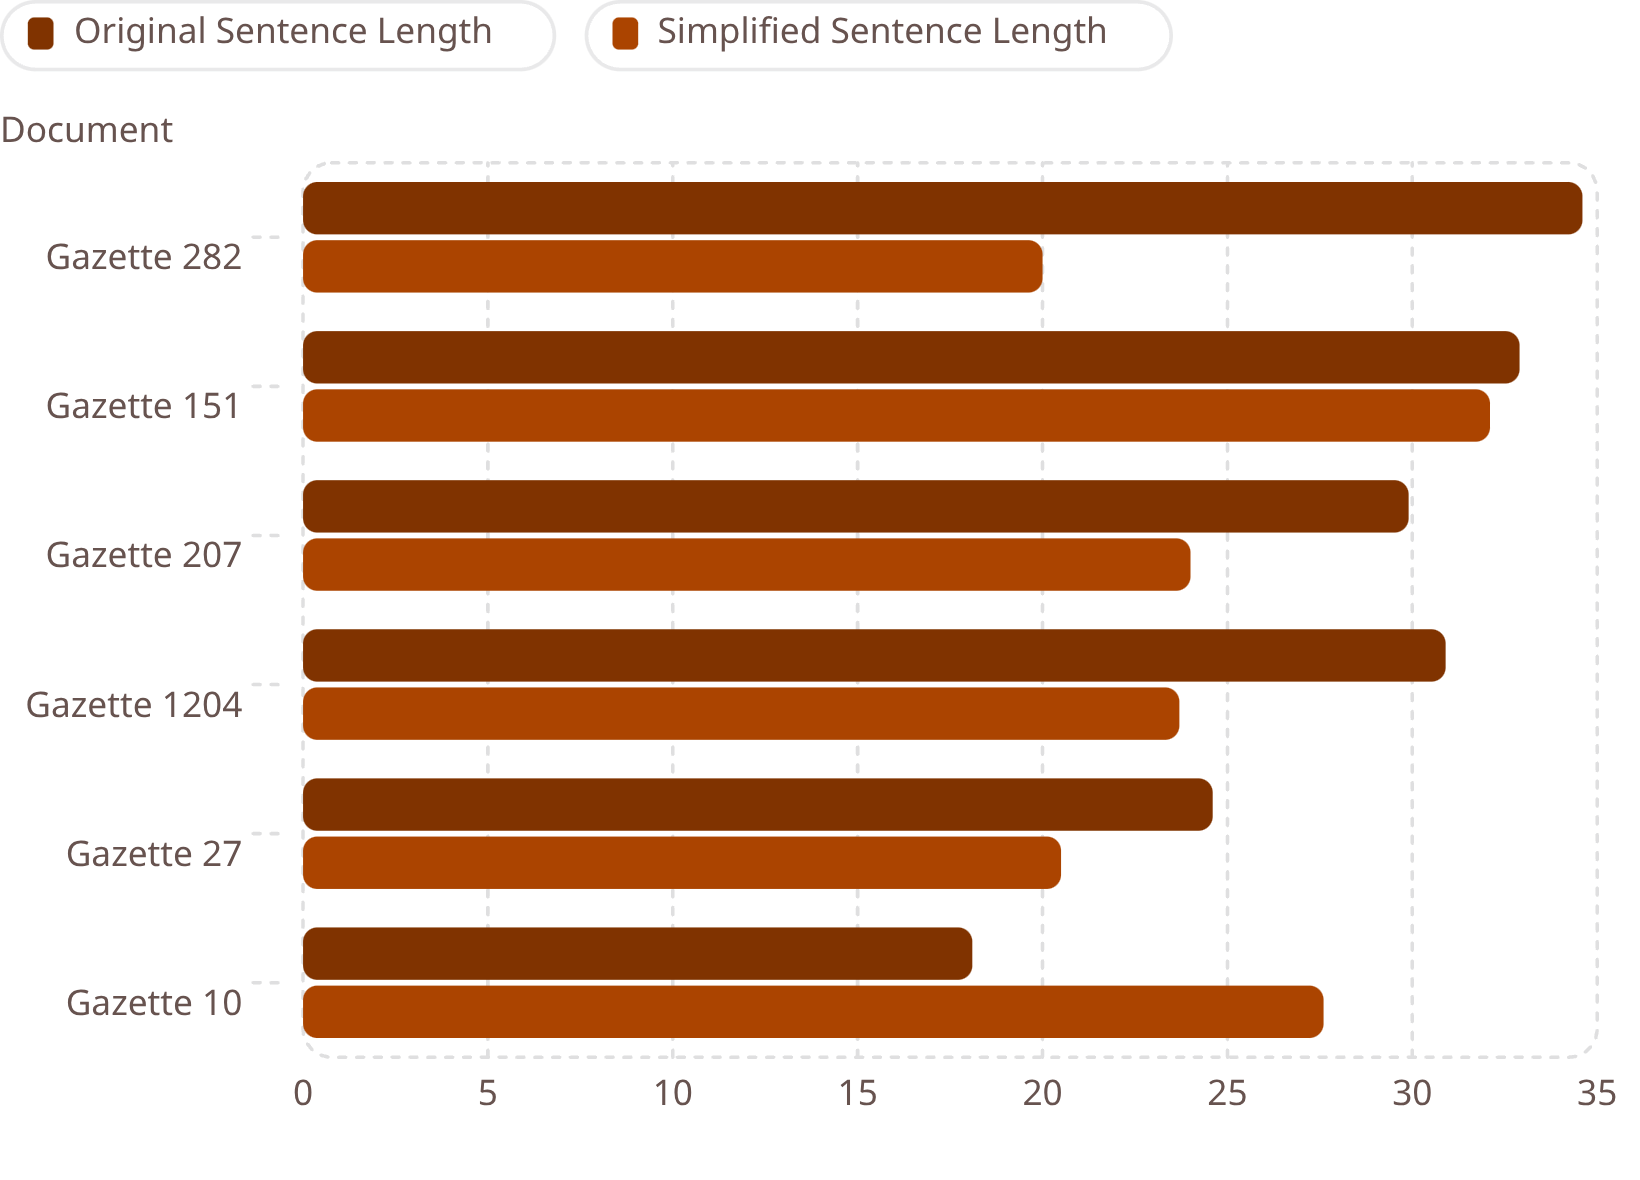 Original Sentence Length
Simplified Sentence Length
Document
Gazette 282
Gazette 151
Gazette 207
Gazette 1204
Gazette 27
Gazette 10
0 5 10 15 20 25 30 35